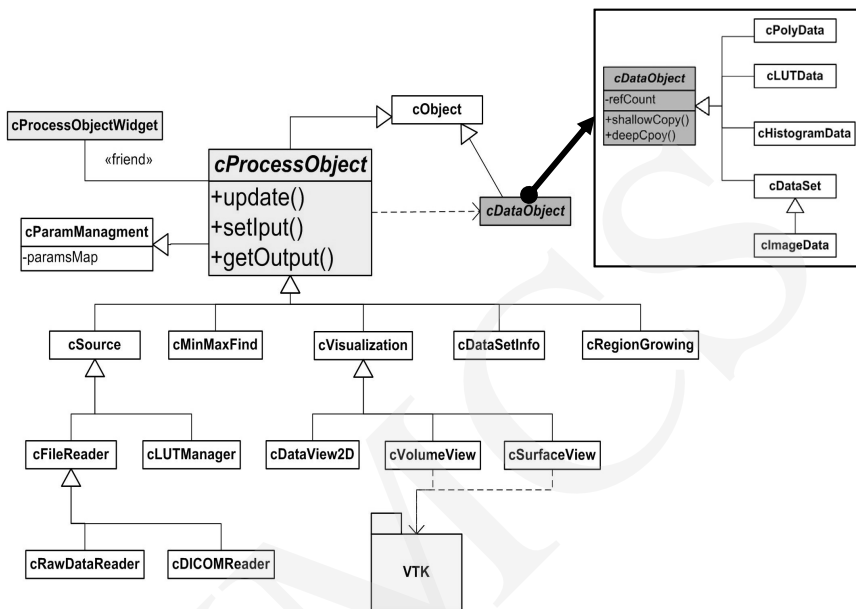 cPolyData
cDataObject
-refCount
+shallowCopy()
+deepCpoy()
cLUTData
cHistogramData
cDataSet
cImageData
cObject
cProcessObjectWidget
«friend»
cProcessObject
+update()
+setIput()
+getOutput()
cDataObject
cParamManagment
-paramsMap
cSource
cMinMaxFind
cVisualization
cDataSetInfo
cRegionGrowing
cFileReader
cLUTManager
cDataView2D
cVolumeView
cSurfaceView
cRawDataReader
cDICOMReader
VTK
MCS